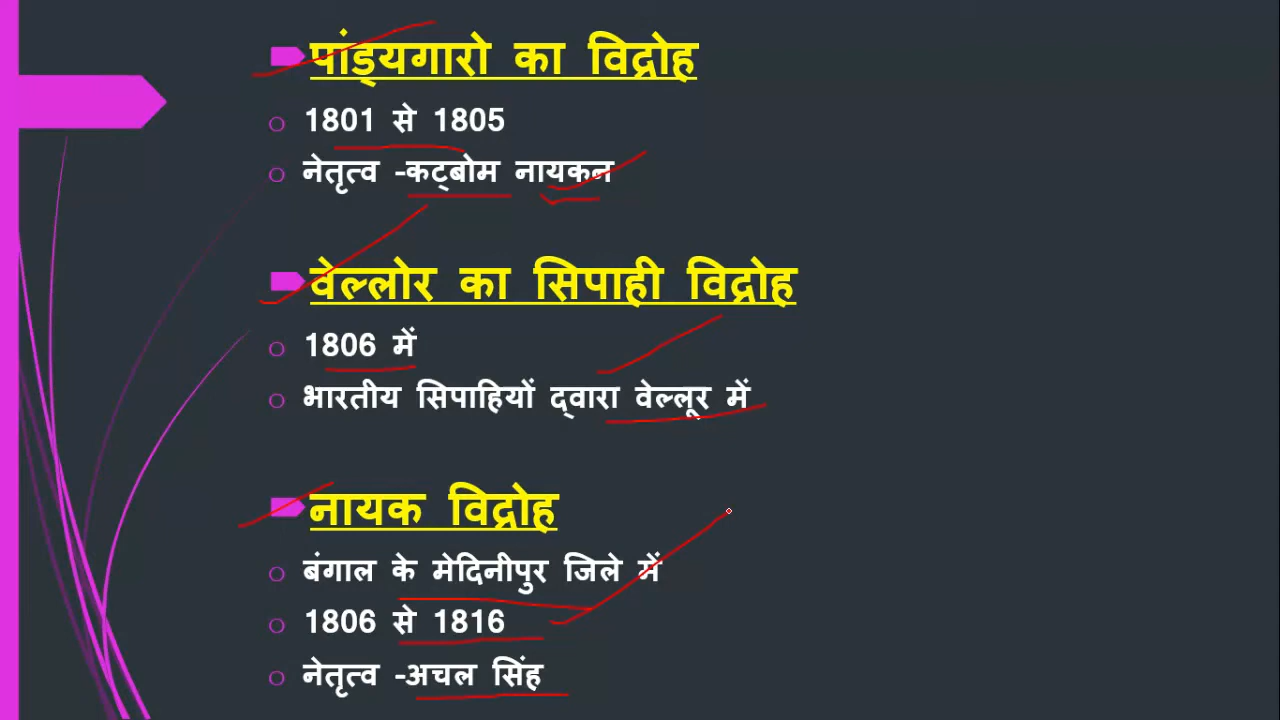 पांड्यगारो का विद्रोह
1801 से 1805
नेतृत्व -कट्बोम नायकन
वेल्लोर का सिपाही विद्रोह
1806 में
भारतीय सिपाहियों द्वारा वेल्लूर में
नायक विद्रोह
बंगाल के मेदिनीपुर जिले में
1806 से 1816
नेतृत्व -अचल सिंह